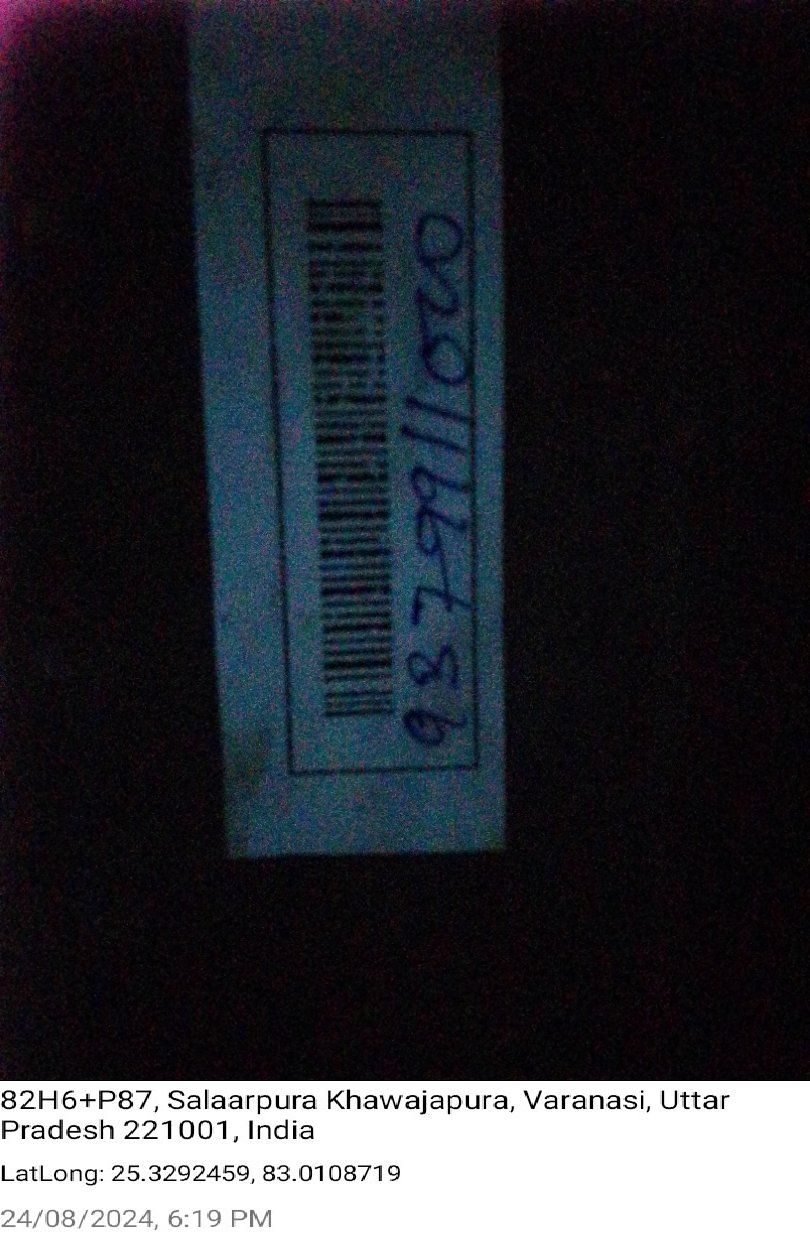 82H6+P87, Salaarpura Khawajapura, Varanasi, Uttar
Pradesh 221001, India
LatLong: 25.3292459, 83.0108719
24/08/2024, 6:19 PM